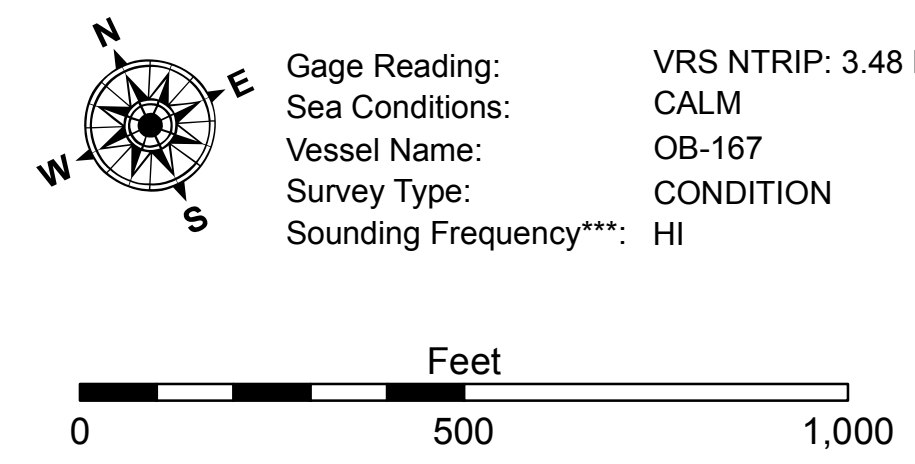 N
E
W
S
Gage Reading: VRS NTRIP: 3.48
Sea Conditions: CALM
Vessel Name: OB-167
Survey Type: CONDITION
Sounding Frequency***: HI
Feet
0 500 1,000